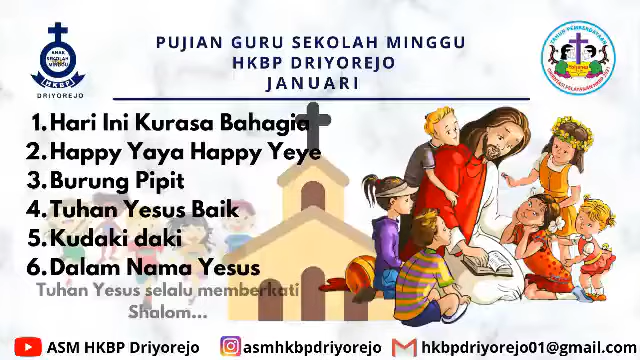 PUJIAN GURU SEKOLAH MINGGU
HKBP DRIYOREJO
JANUARI
ANAK
SEKOLAH
MINGGU
HKBP
DRIYOREJO
1.Hari Ini Kurasa Bahagia
2.Happy Yaya Happy Yeye
3.Burung Pipit
4.Tuhan Yesus Baik
5.Kudaki daki
6.Dalam Nama Yesus
Tuhan Yesus selalu memberkati
Shalom...
ASM HKBP Driyorejo
asmhkbpdriyorejo
hkbpdriyorejo01@gmail.com